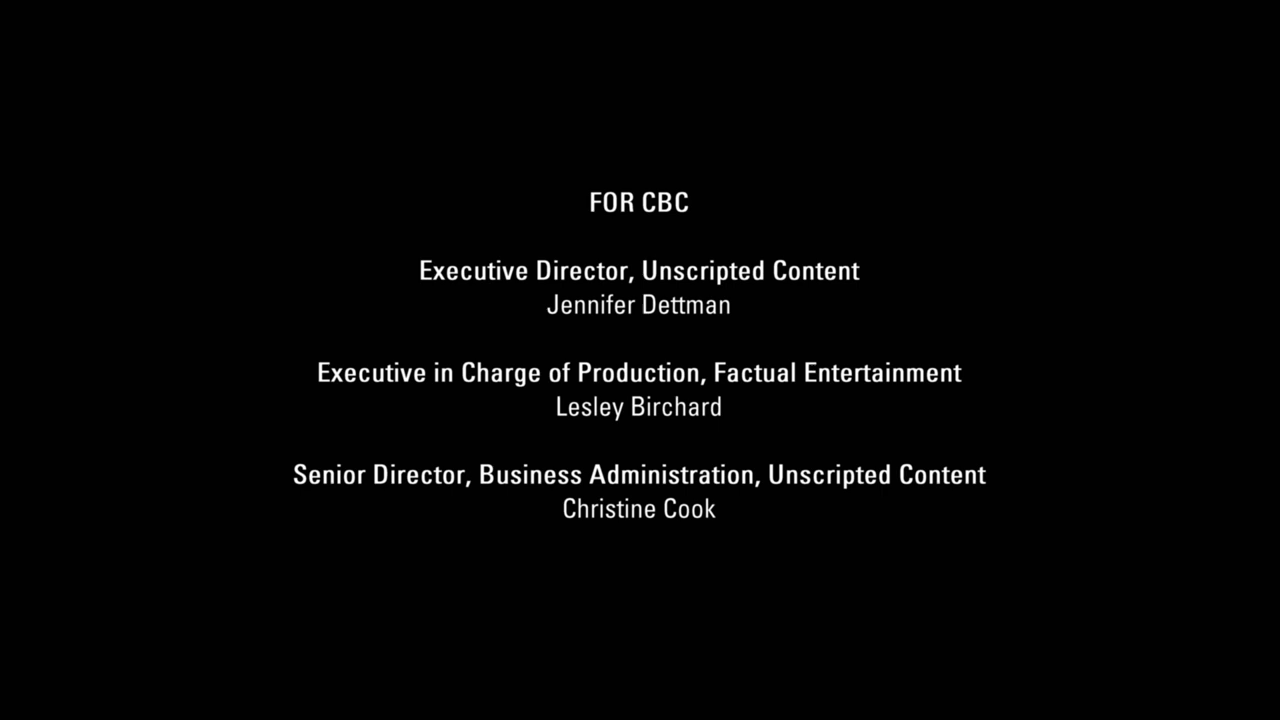 FOR CBC
Executive Director, Unscripted Content
Jennifer Dettman
Executive in Charge of Production, Factual Entertainment
Lesley Birchard
Senior Director, Business Administration, Unscripted Content
Christine Cook